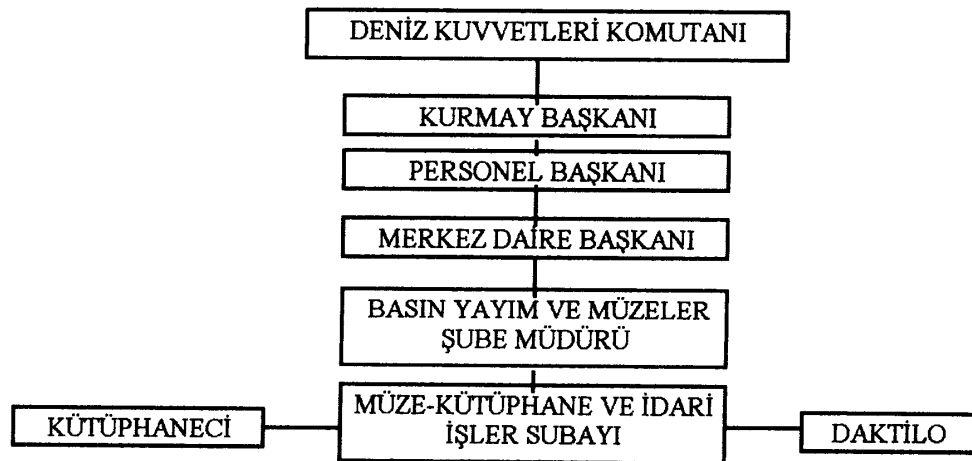 DENİZ KUVVETLERİ KOMUTANI
KURMAY BAŞKANI
PERSONEL BAŞKANI
MERKEZ DAİRE BAŞKANI
BASIN YAYIM VE MÜZELER
ŞUBE MÜDÜRÜ
MÜZE-KÜTÜPHANE VE İDARİ
İŞLER SUBAYI
KÜTÜPHANECİ
DAKTİLO